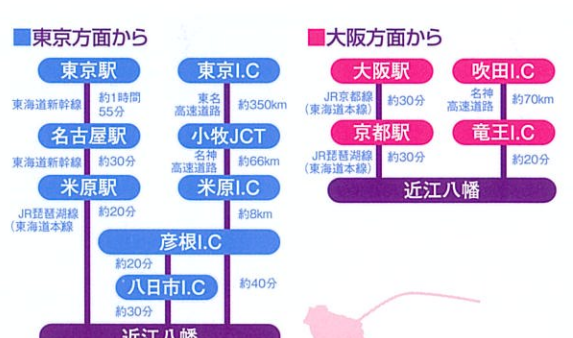 ■東京方面から
東京駅
東海道新幹線
約1時間
55分
名古屋駅
東海道新幹線
約30分
米原駅
JR琵琶湖線
(東海道本線
約20分
東京I.C
東名
高速道路
約350km
小牧JCT
名神
高速道路
約66km
米原I.C
約8km
彦根I.C
約20分
八日市I.C
約30分
約40分
近江八幡
■大阪方面から
大阪駅
JR京都線
(東海道本線)
約30分
京都駅
JR琵琶湖線
(東海道本線)
約30分
吹田I.C
名神
高速道路
約70km
竜王I.C
約20分
近江八幡